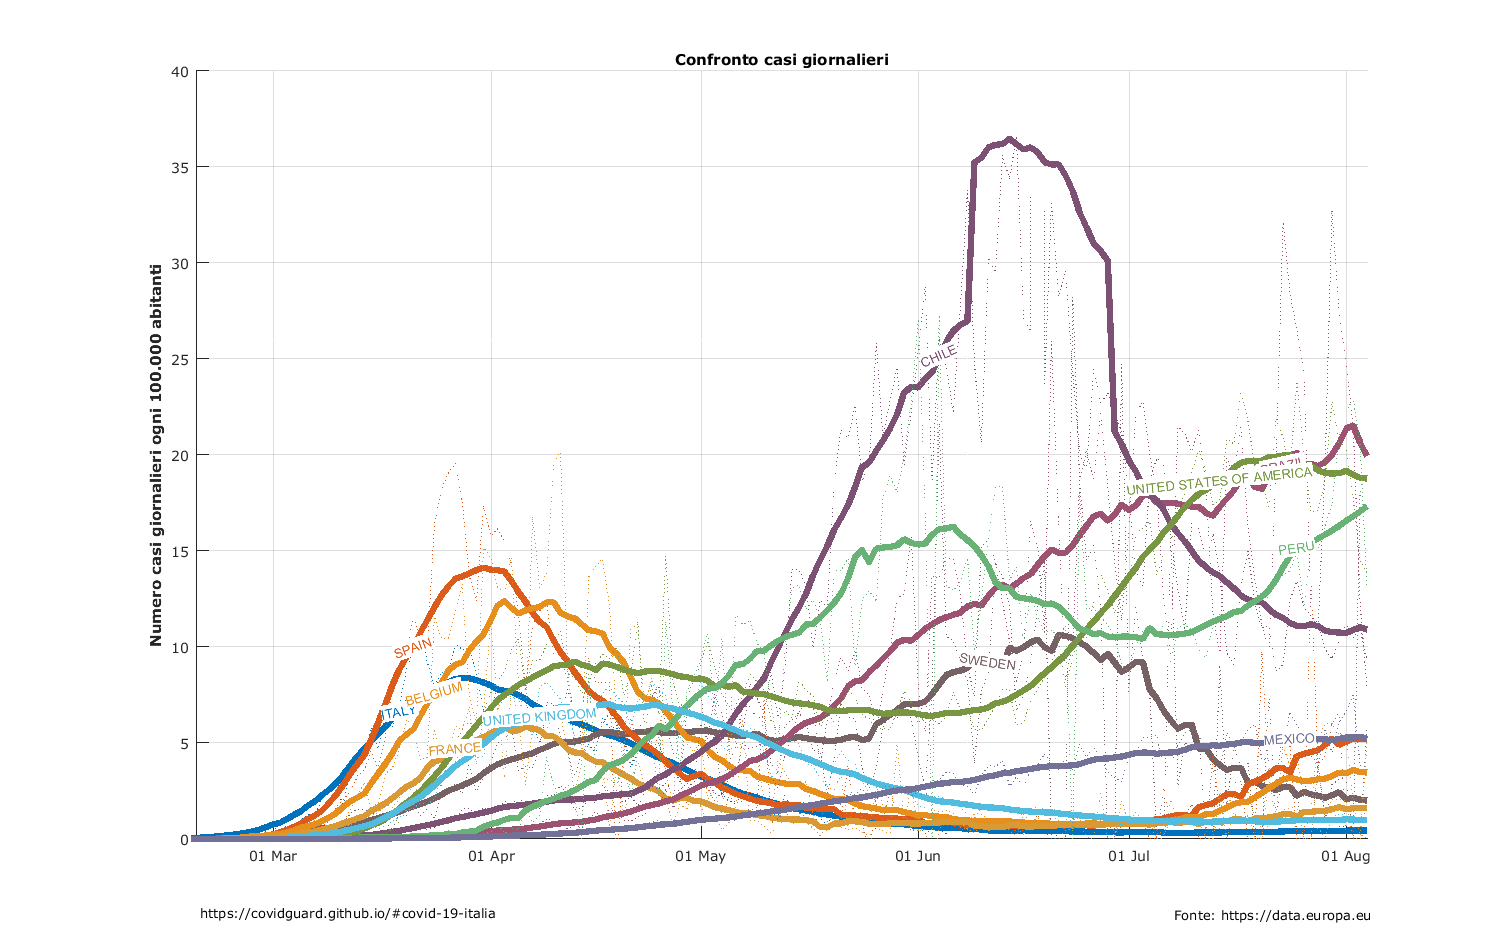 Confronto casi giornalieri
Numero casi giornalieri ogni 100.000 abitanti
40
35
30
25
20
15
10
5
0
CHILE
BRAZIL
UNITED STATES OF AMERICA
PERU
SPAIN
SWEDEN
BELGIUM
ITALY
UNITED KINGDOM
FRANCE
MEXICO
01 Mar
01 Apr
01 May
01 Jun
01 Jul
01 Aug
https://covidguard.github.io/#covid-19-italia
Fonte: https://data.europa.eu